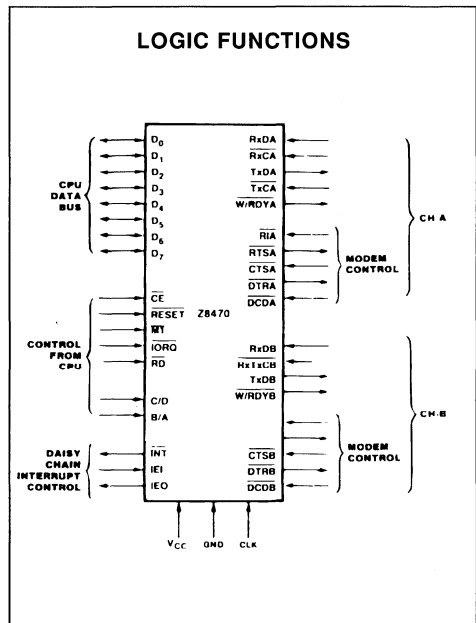 LOGIC FUNCTIONS
D0
D1
D2
D3
D4
D5
D6
D7
CPU
DATA
BUS
CE
RESET
M1
IORQ
RD
C/D
B/A
CONTROL
FROM
CPU
INT
IEI
IEO
DAISY
CHAIN
INTERRUPT
CONTROL
Z8470
RxDA
RxCA
TxDA
TxCA
W/RDYA
RIA
RTSA
CTSA
DTRA
DCDA
MODEM
CONTROL
CH-A
RxDB
RxTxCB
TxDB
W/RDYB
CTSB
DTRB
DCDB
MODEM
CONTROL
CH-B
VCC
GND
CLK